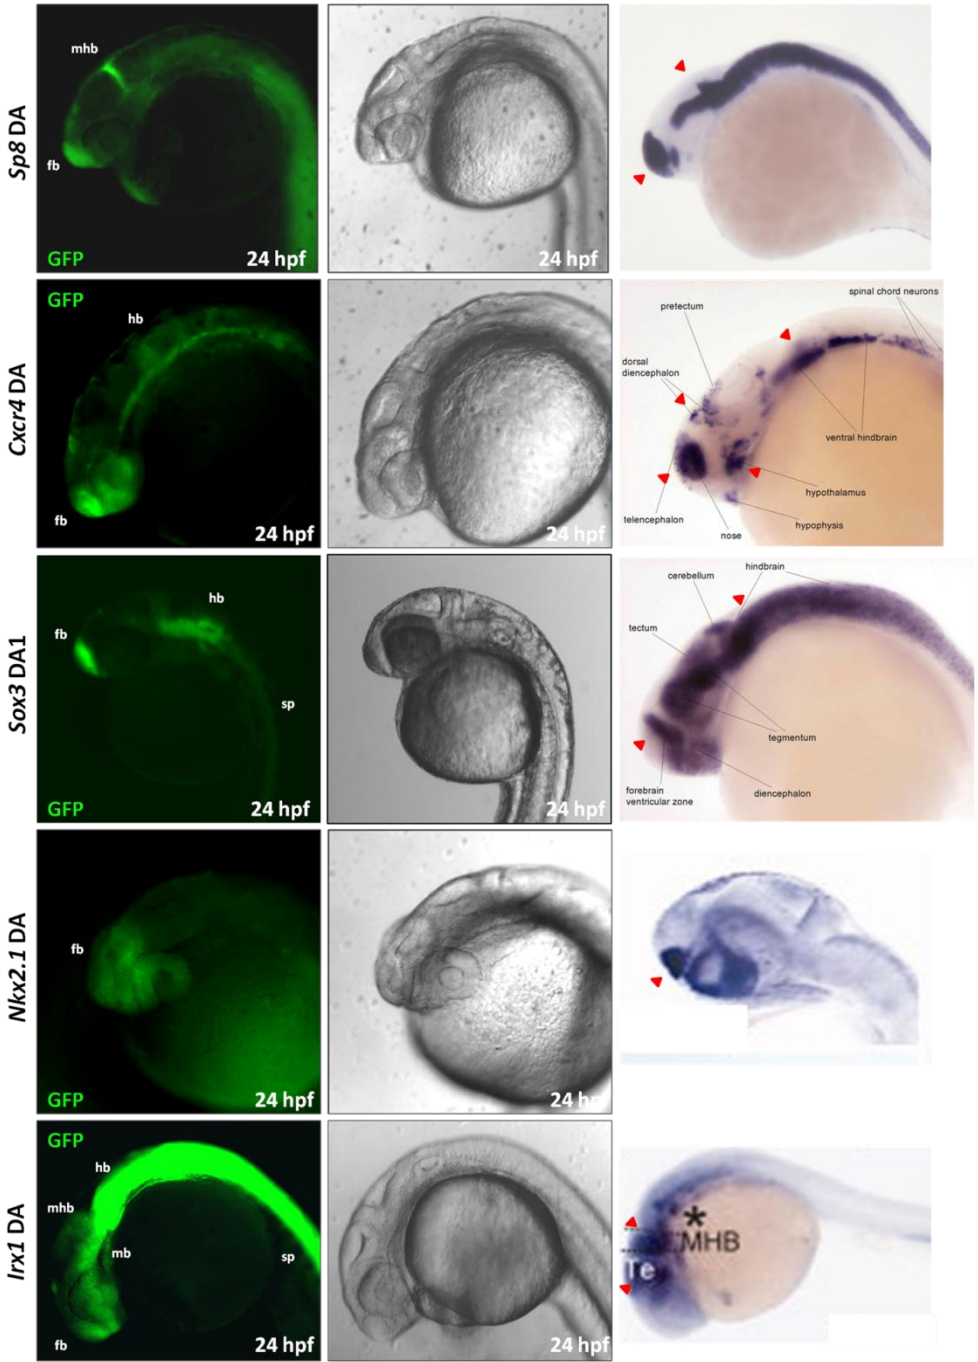 Sp8 DA
mhb
fb
GFP
24 hpf
24 hpf
Cxcr4 DA
GFP
hb
fb
24 hpf
24 hpf
spinal chord neurons
pretectum
dorsal
diencephalon
ventral hindbrain
hypothalamus
telencephalon
hypophysis
nose
Sox3 DA1
hb
fb
sp
GFP
24 hpf
24 hpf
hindbrain
cerebellum
tectum
tegmentum
forebrain
ventricular zone
diencephalon
Nkx2.1 DA
fb
GFP
24 hpf
24 hpf
Irx1 DA
GFP
hb
mhb
mb
sp
fb
24 hpf
24 hpf
*
MHB
Te